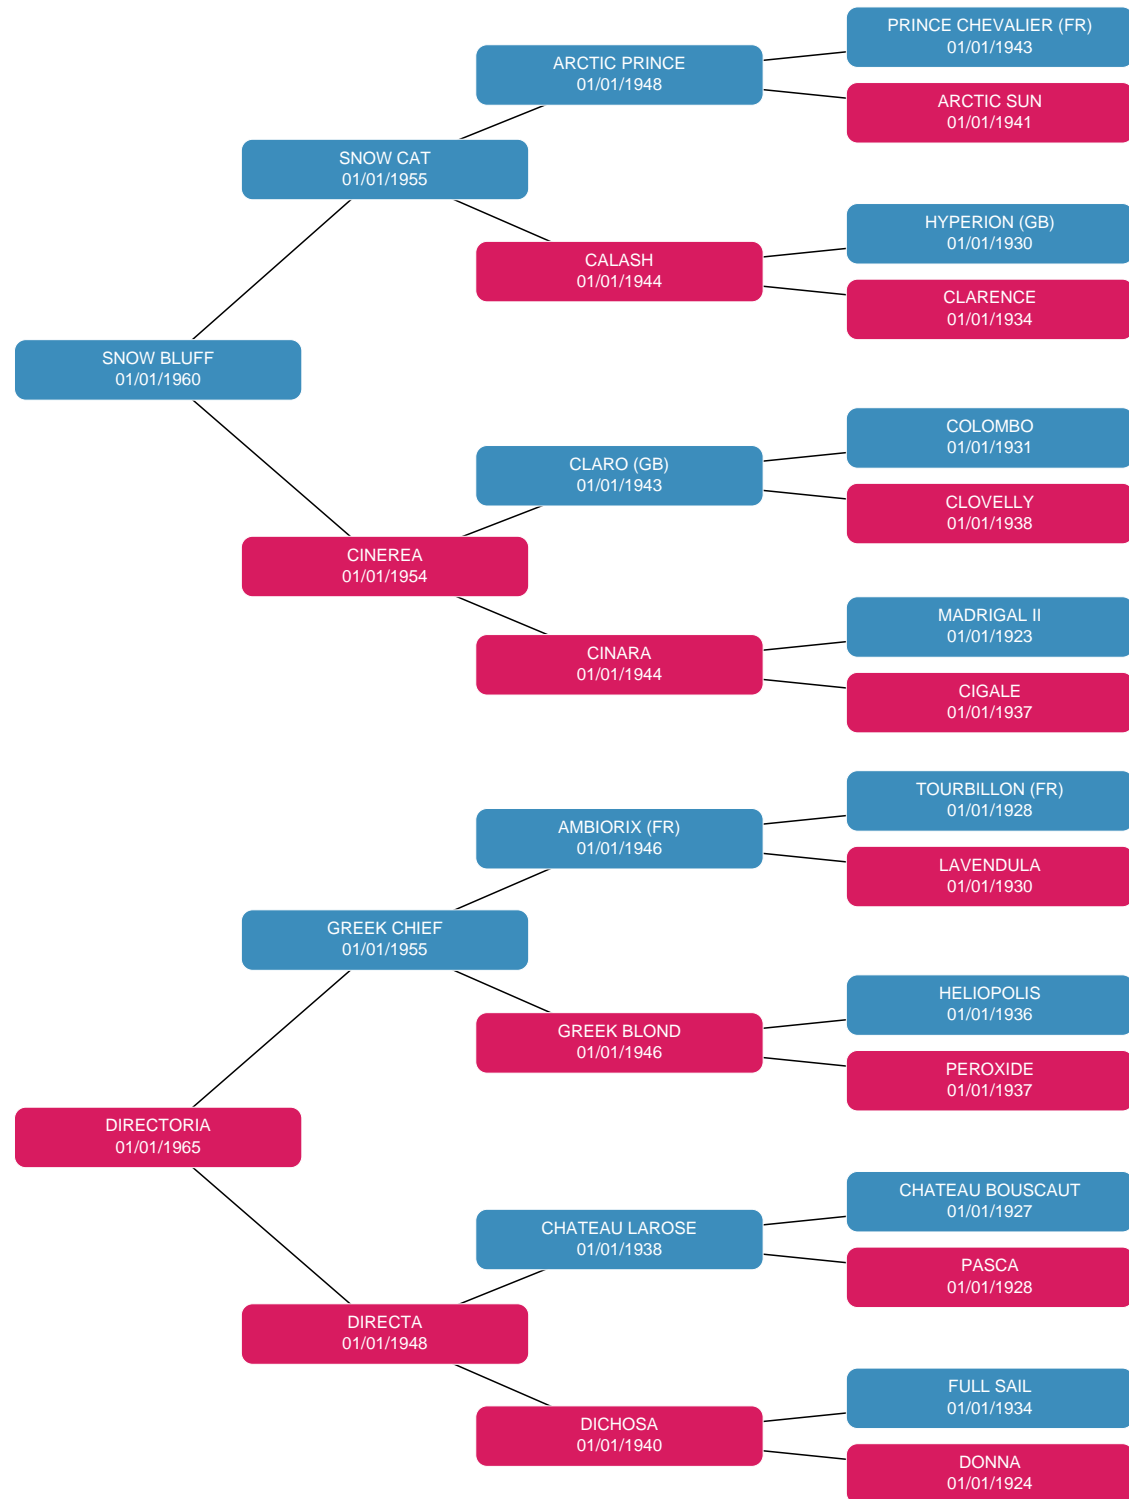 PRINCE CHEVALIER (FR)
01/01/1943
ARCTIC PRINCE
01/01/1948
ARCTIC SUN
01/01/1941
SNOW CAT
01/01/1955
HYPERION (GB)
01/01/1930
CALASH
01/01/1944
CLARENCE
01/01/1934
SNOW BLUFF
01/01/1960
COLOMBO
01/01/1931
CLARO (GB)
01/01/1943
CLOVELLY
01/01/1938
CINEREA
01/01/1954
MADRIGAL II
01/01/1923
CINARA
01/01/1944
CIGALE
01/01/1937
TOURBILLON (FR)
01/01/1928
AMBIORIX (FR)
01/01/1946
LAVENDULA
01/01/1930
GREEK CHIEF
01/01/1955
HELIOPOLIS
01/01/1936
GREEK BLOND
01/01/1946
PEROXIDE
01/01/1937
DIRECTORIA
01/01/1965
CHATEAU BOUSCAUT
01/01/1927
CHATEAU LAROSE
01/01/1938
PASCA
01/01/1928
DIRECTA
01/01/1948
FULL SAIL
01/01/1934
DICHOSA
01/01/1940
DONNA
01/01/1924